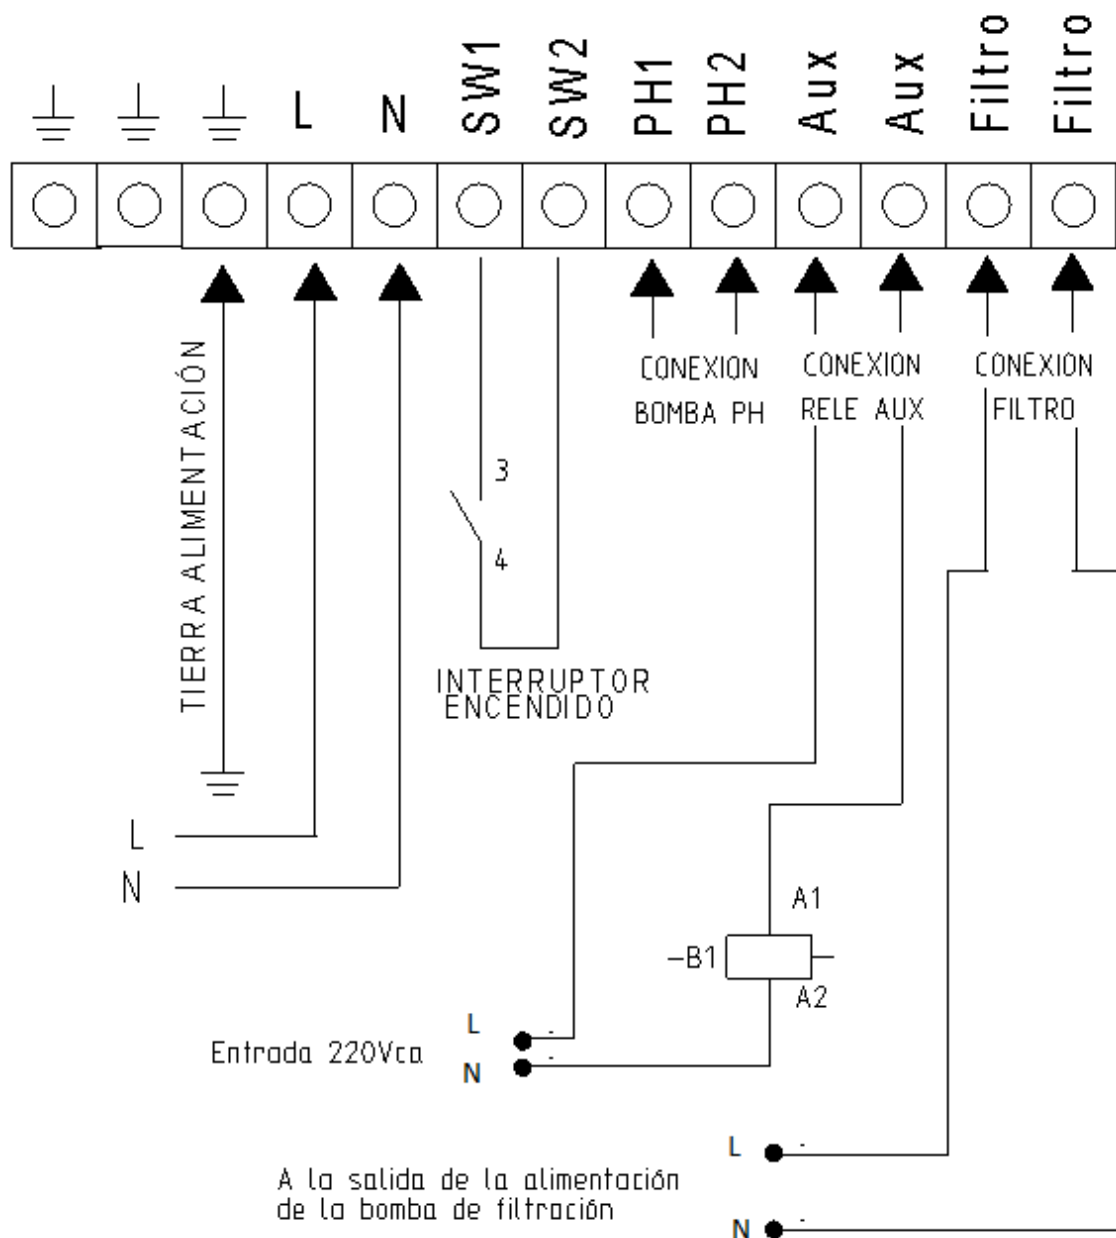 L
N
SW1
SW2
PH1
PH2
Aux
Aux
Filtro
Filtro
TIERRA ALIMENTACIÓN
CONEXION
BOMBA PH
CONEXION
RELE AUX
CONEXION
FILTRO
3
4
INTERRUPTOR
ENCENDIDO
L
N
A1
-B1
A2
Entrada 220Vca
L
N
A la salida de la alimentación
de la bomba de filtración
L
N